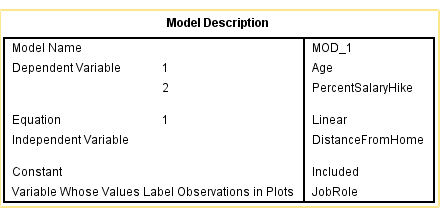 Model Description
Model Name MOD_1
Dependent Variable 1 Age
2 PercentSalaryHike
Equation 1 Linear
Independent Variable DistanceFromHome
Constant Included
Variable Whose Values Label Observations in Plots JobRole